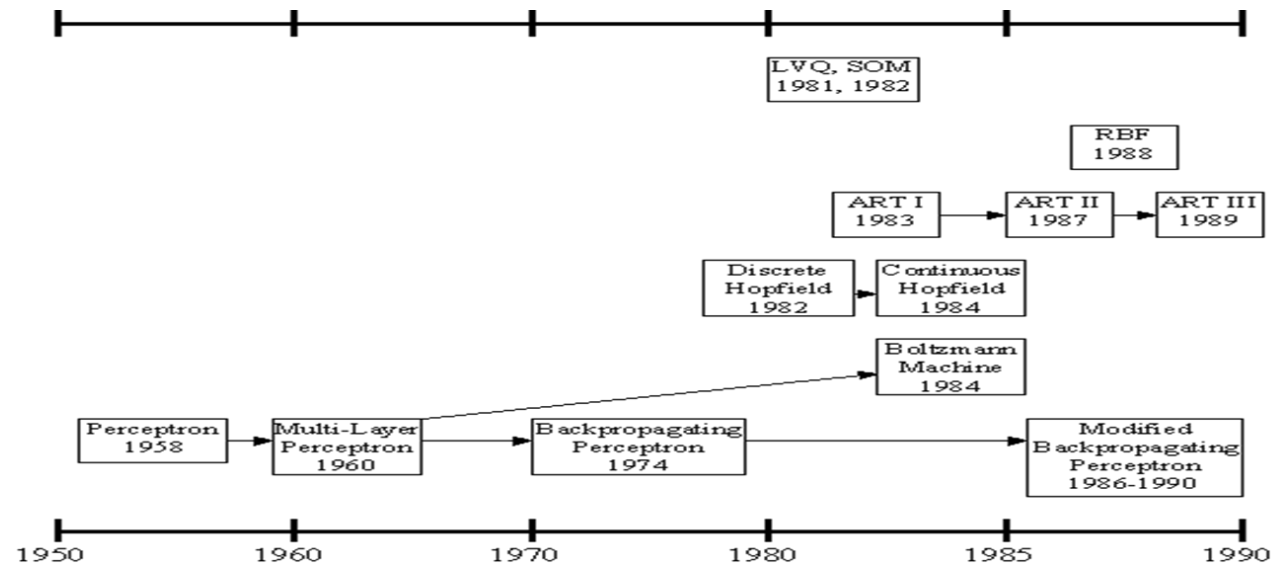 LVQ, SOM
1981, 1982
RBF
1988
ART I
1983
ART II
1987
ART III
1989
Discrete
Hopfield
1982
Continuous
Hopfield
1984
Boltzmann
Machine
1984
Perceptron
1958
Multi-Layer
Perceptron
1960
Backpropagating
Perceptron
1974
Modified
Backpropagating
Perceptron
1986-1990
1950 1960 1970 1980 1985 1990